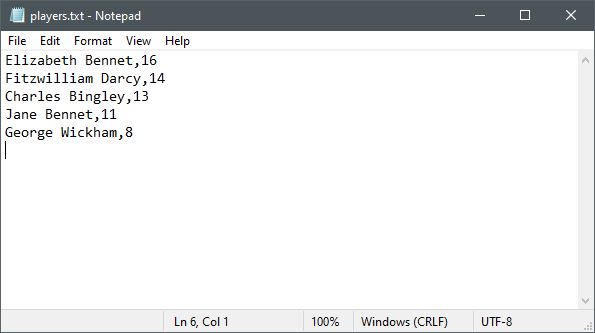 players.txt - Notepad
File Edit Format View Help
Elizabeth Bennet,16
Fitzwilliam Darcy,14
Charles Bingley,13
Jane Bennet,11
George Wickham,8
Ln 6, Col 1 100% Windows (CRLF) UTF-8